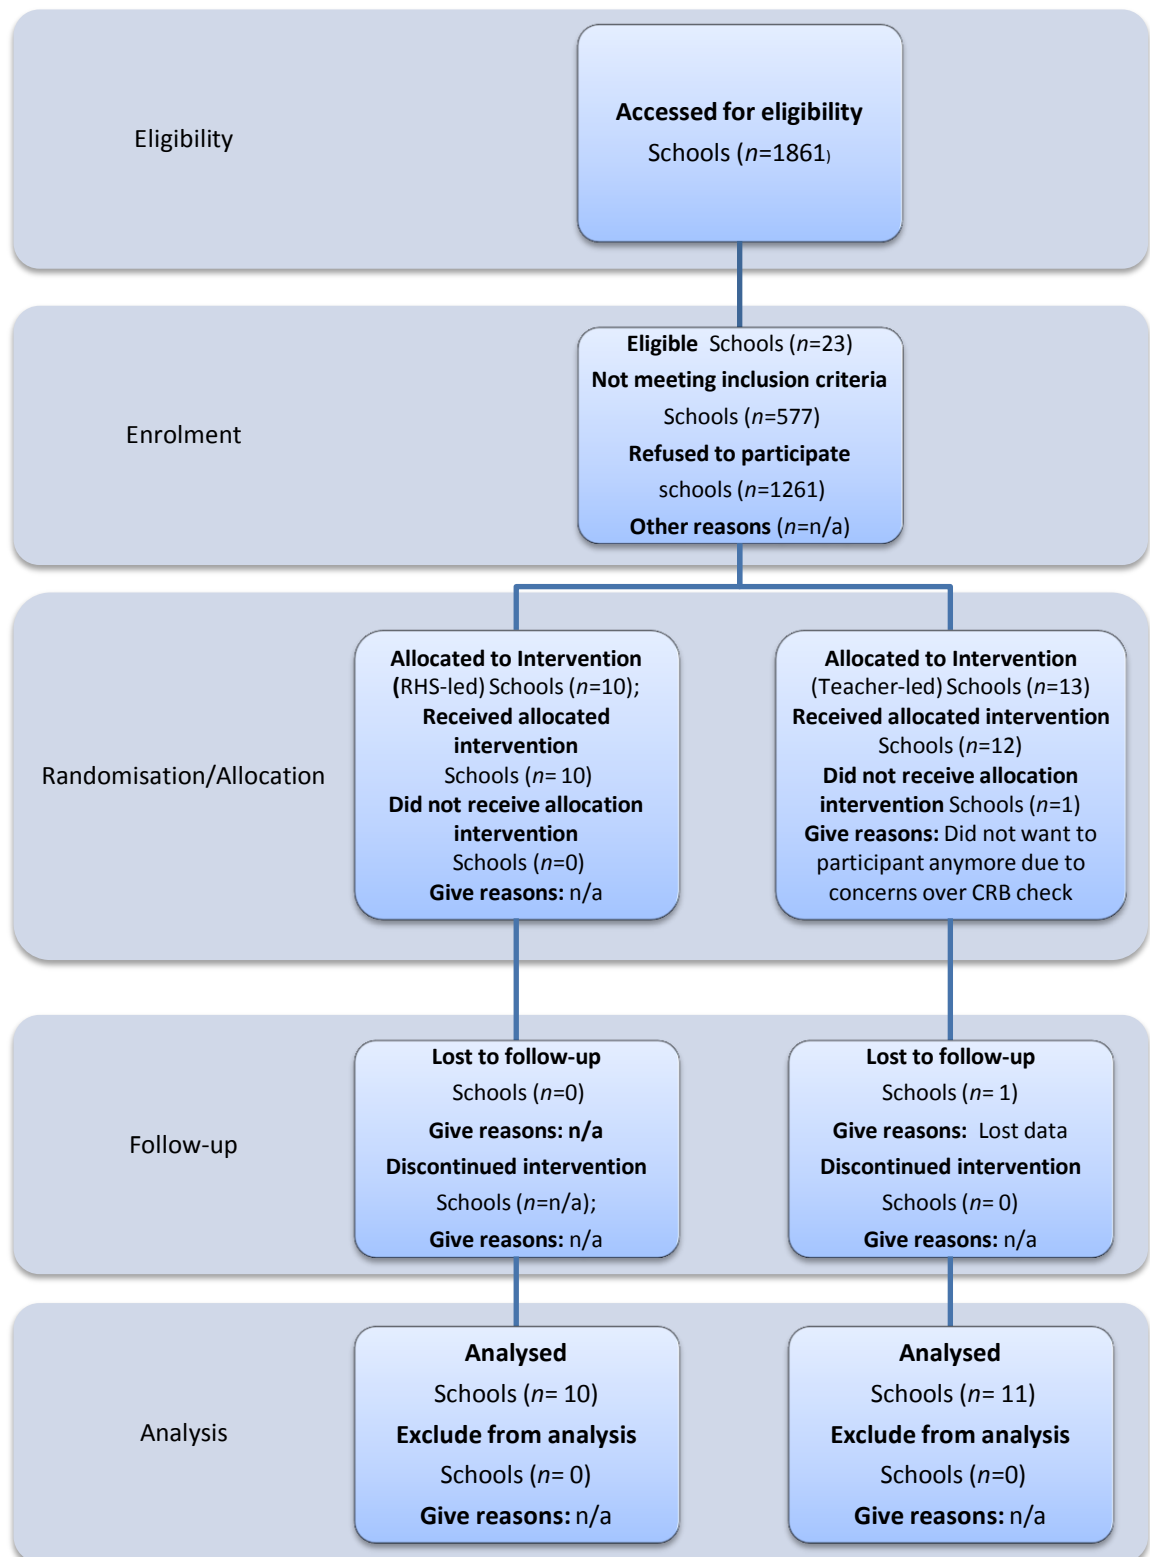 Eligibility
Accessed for eligibility
Schools (n=1861)
Enrolment
Eligible Schools (n=23)
Not meeting inclusion criteria
Schools (n=577)
Refused to participate
schools (n=1261)
Other reasons (n=n/a)
Randomisation/Allocation
Allocated to Intervention
(RHS-led) Schools (n=10);
Received allocated
intervention
Schools (n= 10)
Did not receive allocation
intervention
Schools (n=0)
Give reasons: n/a
Allocated to Intervention
(Teacher-led) Schools (n=13)
Received allocated intervention
Schools (n=12)
Did not receive allocation
intervention Schools (n=1)
Give reasons: Did not want to
participant anymore due to
concerns over CRB check
Follow-up
Lost to follow-up
Schools (n=0)
Give reasons: n/a
Discontinued intervention
Schools (n=n/a);
Give reasons: n/a
Lost to follow-up
Schools (n= 1)
Give reasons: Lost data
Discontinued intervention
Schools (n= 0)
Give reasons: n/a
Analysis
Analysed
Schools (n= 10)
Exclude from analysis
Schools (n= 0)
Give reasons: n/a
Analysed
Schools (n= 11)
Exclude from analysis
Schools (n=0)
Give reasons: n/a